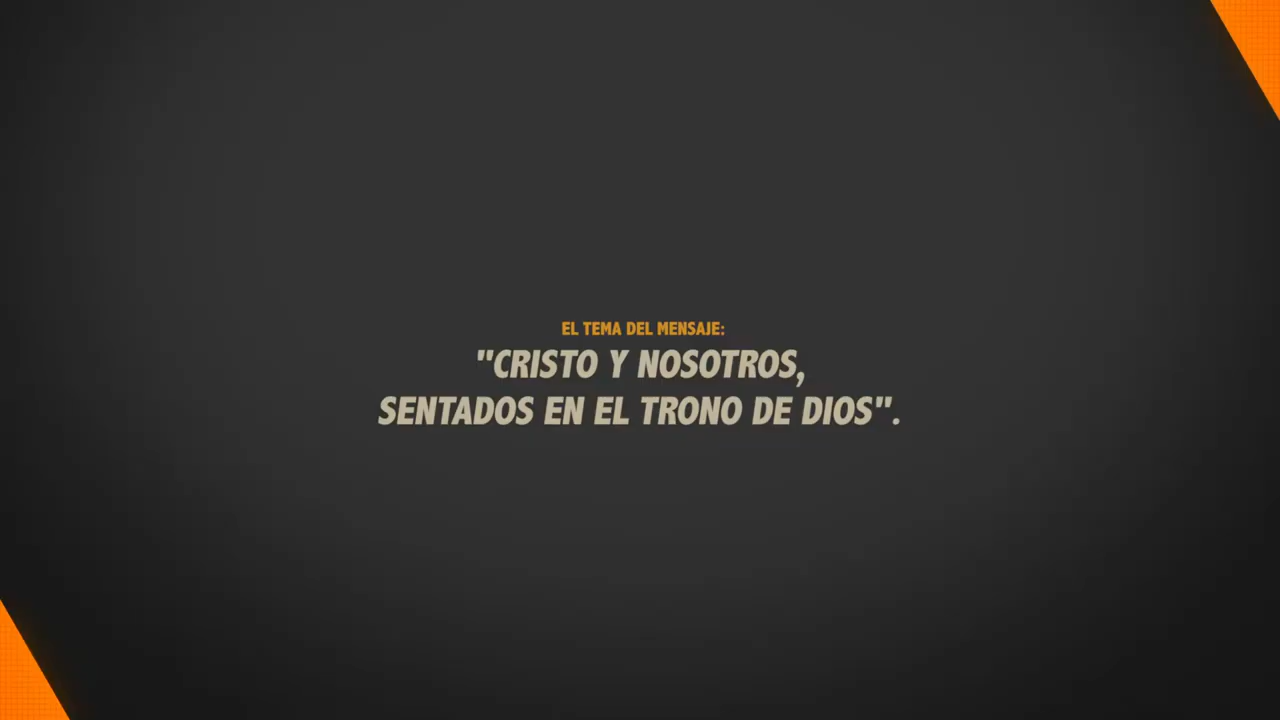 EL TEMA DEL MENSAJE:
"CRISTO Y NOSOTROS,
SENTADOS EN EL TRONO DE DIOS".